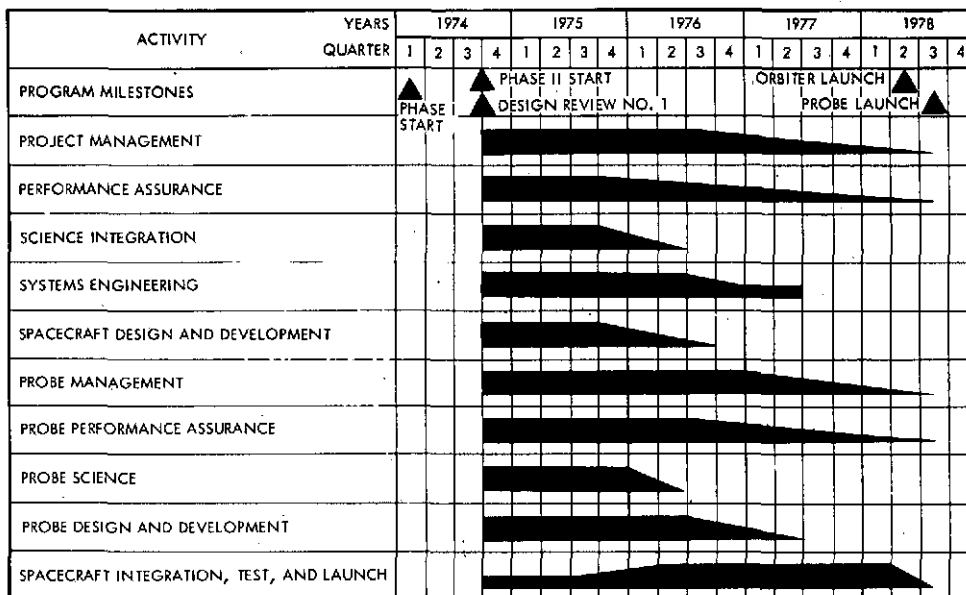 YEARS 1974 1975 1976 1977 1978
ACTIVITY
QUARTER 1 2 3 4 1 2 3 4 1 2 3 4 1 2 3 4 1 2 3 4
PHASE II START ORBITER LAUNCH
PROGRAM MILESTONES
PHASE I DESIGN REVIEW NO. 1 PROBE LAUNCH
START
PROJECT MANAGEMENT
PERFORMANCE ASSURANCE
SCIENCE INTEGRATION
SYSTEMS ENGINEERING
SPACECRAFT DESIGN AND DEVELOPMENT
PROBE MANAGEMENT
PROBE PERFORMANCE ASSURANCE
PROBE SCIENCE
PROBE DESIGN AND DEVELOPMENT
SPACECRAFT INTEGRATION, TEST, AND LAUNCH